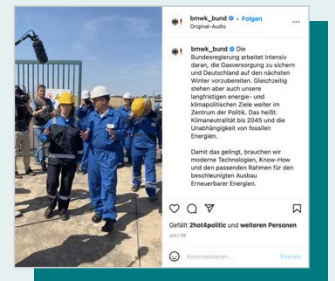 bmwk_bund • Folgen
Original-Audio
bmwk_bund Die
Bundesregierung arbeitet intensiv
daran, die Gasversorgung zu sichern
und Deutschland auf den nächsten
Winter vorzubereiten. Gleichzeitig
stehen aber auch unsere
langfristigen energie- und
klimapolitischen Ziele weiter im
Zentrum der Politik. Das heißt:
Klimaneutralität bis 2045 und die
Unabhängigkeit von fossilen
Energien.
Damit das gelingt, brauchen wir
moderne Technologien, Know-How
und den passenden Rahmen für den
beschleunigten Ausbau
Erneuerbarer Energien.
Gefällt 2hot4politic und weiteren Personen
JULI 29
Kommentieren ...
Posten